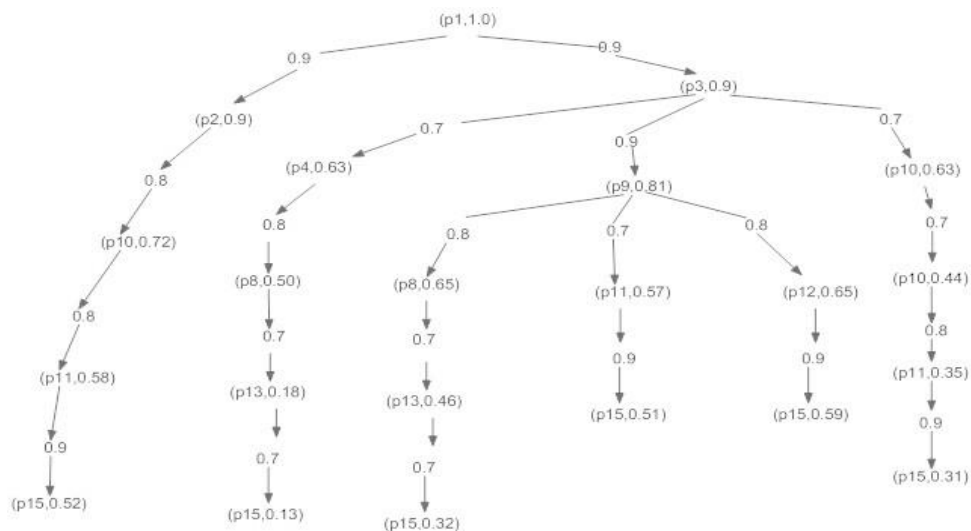 (p1,1.0)
0.9 0.9
(p3,0.9)
(p2,0.9) 0.7 0.9 0.7
(p4,0.63) (p10,0.63)
0.8 (p9,0.81)
0.8 0.8 0.7 0.8 0.7
(p10,0.72)
(p8,0.50) (p8,0.65) (p11,0.57) (p12,0.65) (p10,0.44)
0.8 0.7 0.7 0.8
(p11,0.58) 0.9 0.9 (p11,0.35)
(p13,0.18) (p13,0.46) (p15,0.51) (p15,0.59)
0.9 0.9
0.7 0.7 (p15,0.31)
(p15,0.52) (p15,0.13) (p15,0.32)